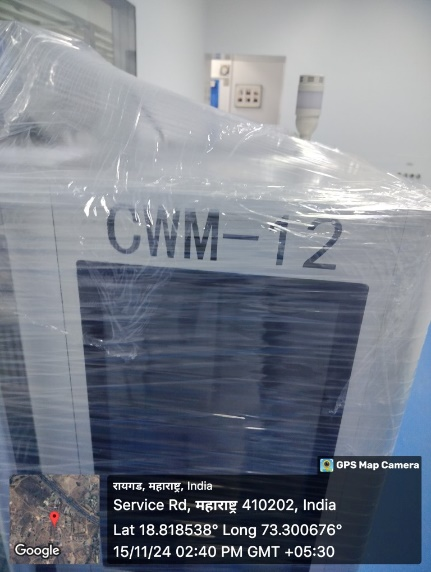 CWM-12
GPS Map Camera
रायगड, महाराष्ट्र, India
Service Rd, महाराष्ट्र 410202, India
Lat 18.818538° Long 73.300676°
15/11/24 02:40 PM GMT +05:30
Google